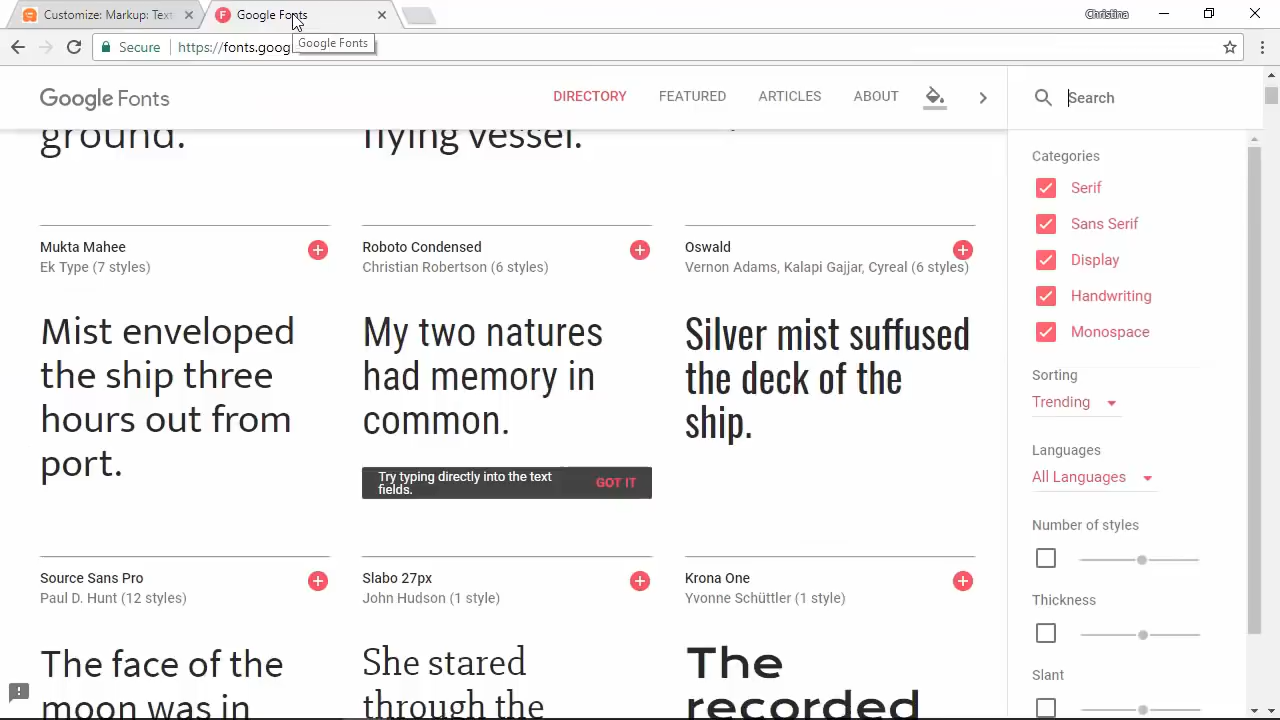 Customize: Markup: Text
Google Fonts
Christina
Google Fonts
Secure
https://fonts.goog
Google Fonts
DIRECTORY
FEATURED
ARTICLES
ABOUT
Search
ground.
flying vessel.
Mukta Mahee
Ek Type (7 styles)
Roboto Condensed
Christian Robertson (6 styles)
Oswald
Vernon Adams, Kalapi Gajjar, Cyreal (6 styles)
Mist enveloped
the ship three
hours out from
port.
My two natures
had memory in
common.
Silver mist suffused
the deck of the
ship.
Try typing directly into the text
fields.
GOT IT
Source Sans Pro
Paul D. Hunt (12 styles)
Slabo 27px
John Hudson (1 style)
Krona One
Yvonne Schüttler (1 style)
The face of the
moon was in
She stared
through the
The
recorded
Categories
Serif
Sans Serif
Display
Handwriting
Monospace
Sorting
Trending
Languages
All Languages
Number of styles
Thickness
Slant